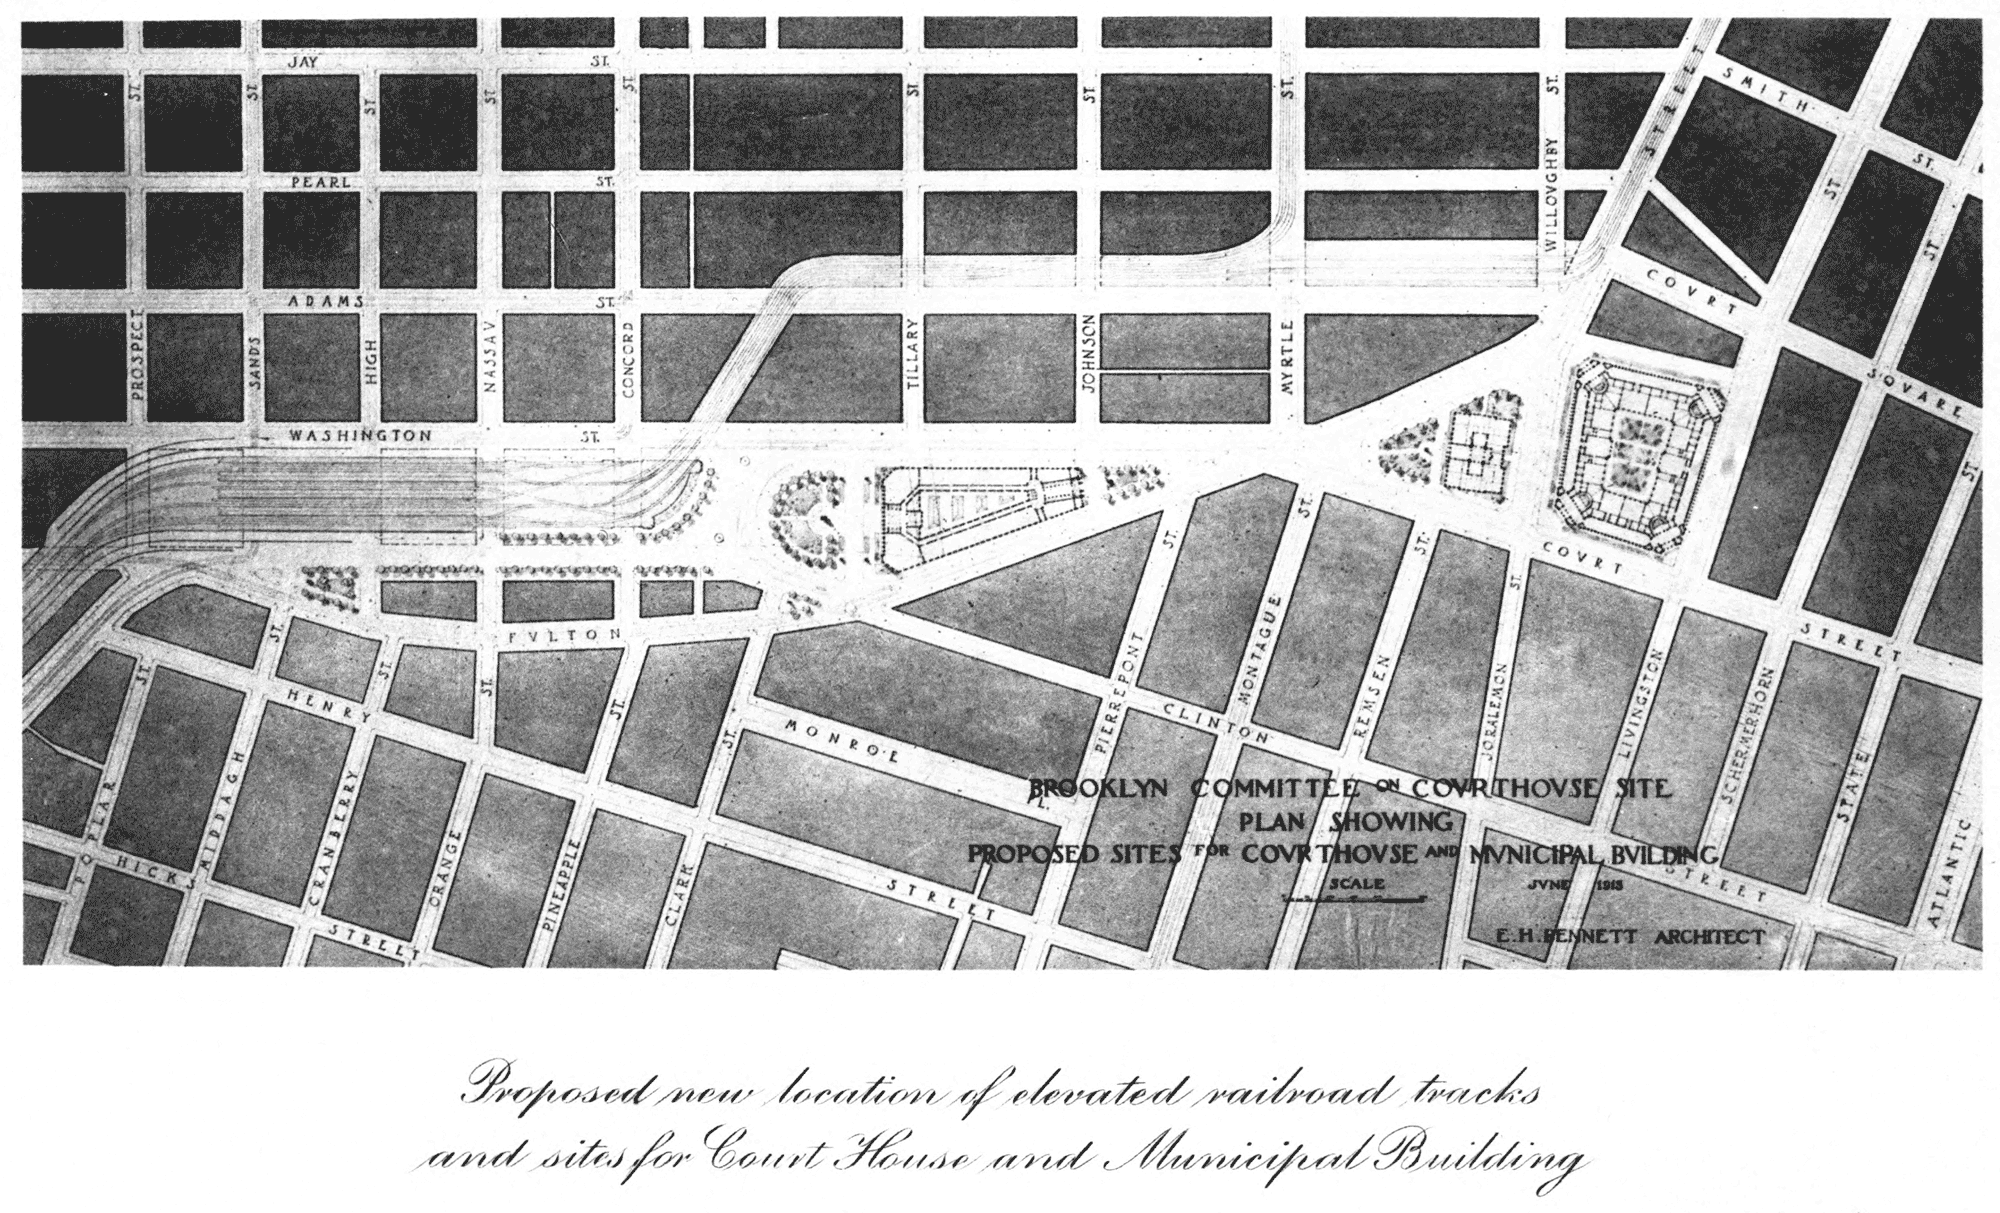 JAY ST.
ST.
ST.
ST.
ST.
ST.
ST.
ST.
ST.
ST.
STREET
SMITH ST.
PEARL ST.
WILLOVGHBY
ST.
ST.
ADAMS ST.
COVRT SQVARE
PROSPECT
SANDS
HIGH
NASSAV
CONCORD
TILLARY
JOHNSON
MYRTLE
WASHINGTON ST.
ST.
ST.
ST.
ST.
ST.
COVRT STREET
FVLTON
ST.
ST.
ST.
ST.
ST.
ST.
HENRY
MONROE PL.
PIERREPONT
MONTAGUE
CLINTON
REMSEN
JORALEMON
LIVINGSTON
SCHERMERHORN
STATE
ATLANTIC
POPLAR
HICKS
MIDDAGH
CRANBERRY
ORANGE
PINEAPPLE
CLARK
STREET
STREET
STREET
BROOKLYN COMMITTEE ON COVRTHOVSE SITE
PLAN SHOWING
PROPOSED SITES FOR COVRTHOVSE AND MVNICIPAL BVILDING
SCALE
JVNE 1913
E.H.BENNETT ARCHITECT
Proposed new location of elevated railroad tracks
and sites for Court House and Municipal Building